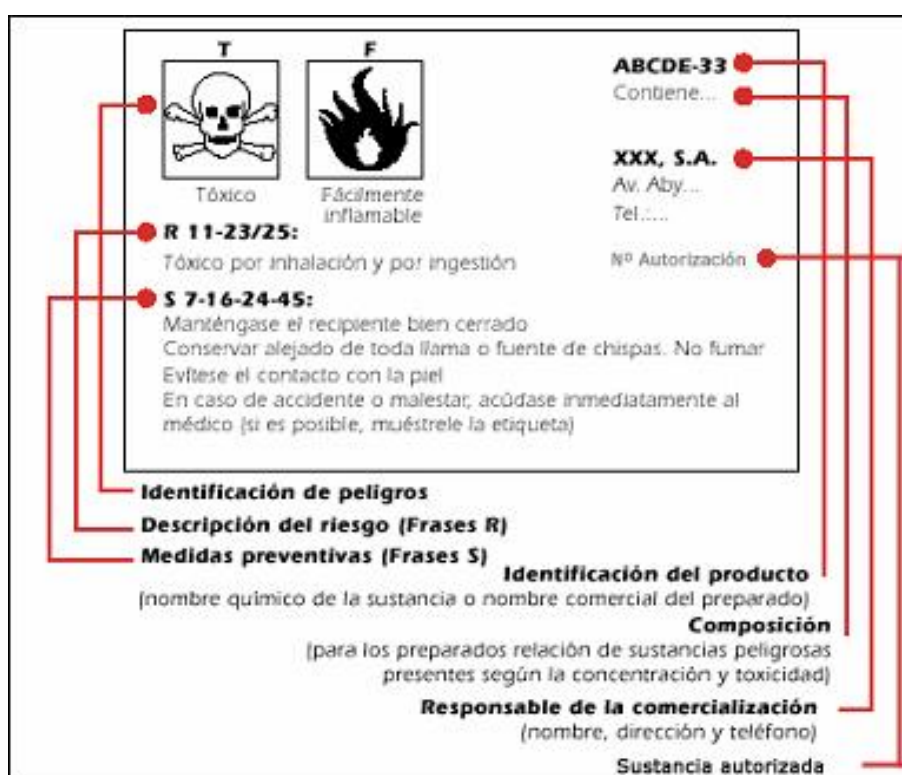 T
F
Tóxico
Fácilmente
inflamable
ABCDE-33
Contiene...
XXX, S.A.
Av. Aby...
Tel.:...
Nº Autorización
R 11-23/25:
Tóxico por inhalación y por ingestión
S 7-16-24-45:
Manténgase el recipiente bien cerrado
Conservar alejado de toda llama o fuente de chispas. No fumar
Evítese el contacto con la piel
En caso de accidente o malestar, acúdase inmediatamente al
médico (si es posible, muéstrele la etiqueta)
Identificación de peligros
Descripción del riesgo (Frases R)
Medidas preventivas (Frases S)
Identificación del producto
(nombre químico de la sustancia o nombre comercial del preparado)
Composición
(para los preparados relación de sustancias peligrosas
presentes según la concentración y toxicidad)
Responsable de la comercialización
(nombre, dirección y teléfono)
Sustancia autorizada